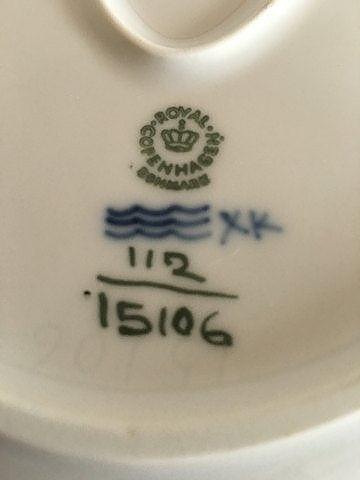 ROYAL COPENHAGEN
DENMARK
XK
112
15106